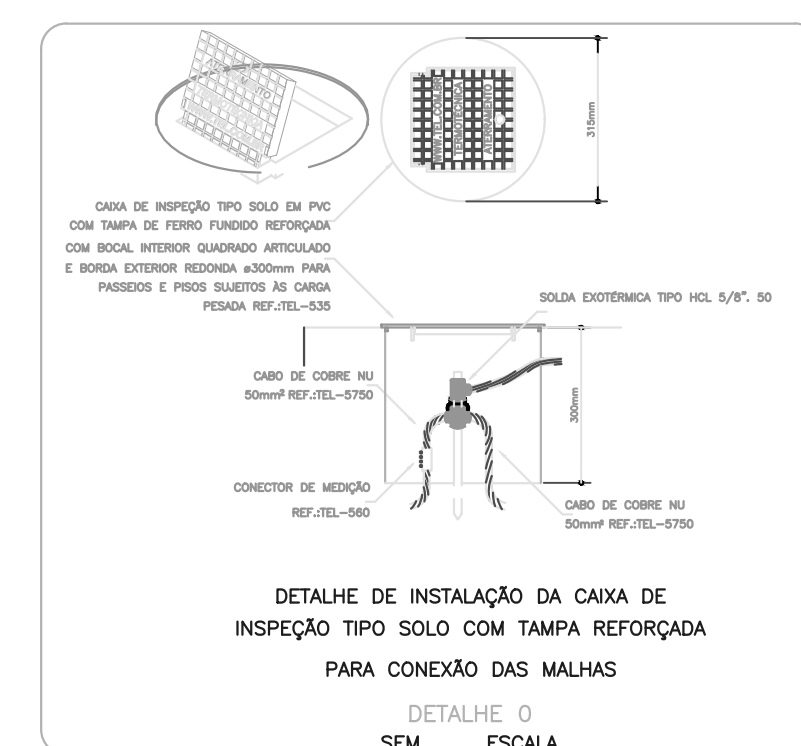 ATERRAMENTO
WWW.TEL.COM.BR
TERMOTECNICA
ATERRAMENTO
315mm
CAIXA DE INSPEÇÃO TIPO SOLO EM PVC
COM TAMPA DE FERRO FUNDIDO REFORÇADA
COM BOCAL INTERIOR QUADRADO ARTICULADO
E BORDA EXTERIOR REDONDA ø300mm PARA
PASSEIOS E PISOS SUJEITOS ÀS CARGA
PESADA REF.:TEL-535
SOLDA EXOTÉRMICA TIPO HCL 5/8". 50
CABO DE COBRE NU
50mm² REF.:TEL-5750
300mm
CONECTOR DE MEDIÇÃO
REF.:TEL-560
CABO DE COBRE NU
50mm² REF.:TEL-5750
DETALHE DE INSTALAÇÃO DA CAIXA DE
INSPEÇÃO TIPO SOLO COM TAMPA REFORÇADA
PARA CONEXÃO DAS MALHAS
DETALHE 0
SEM ESCALA